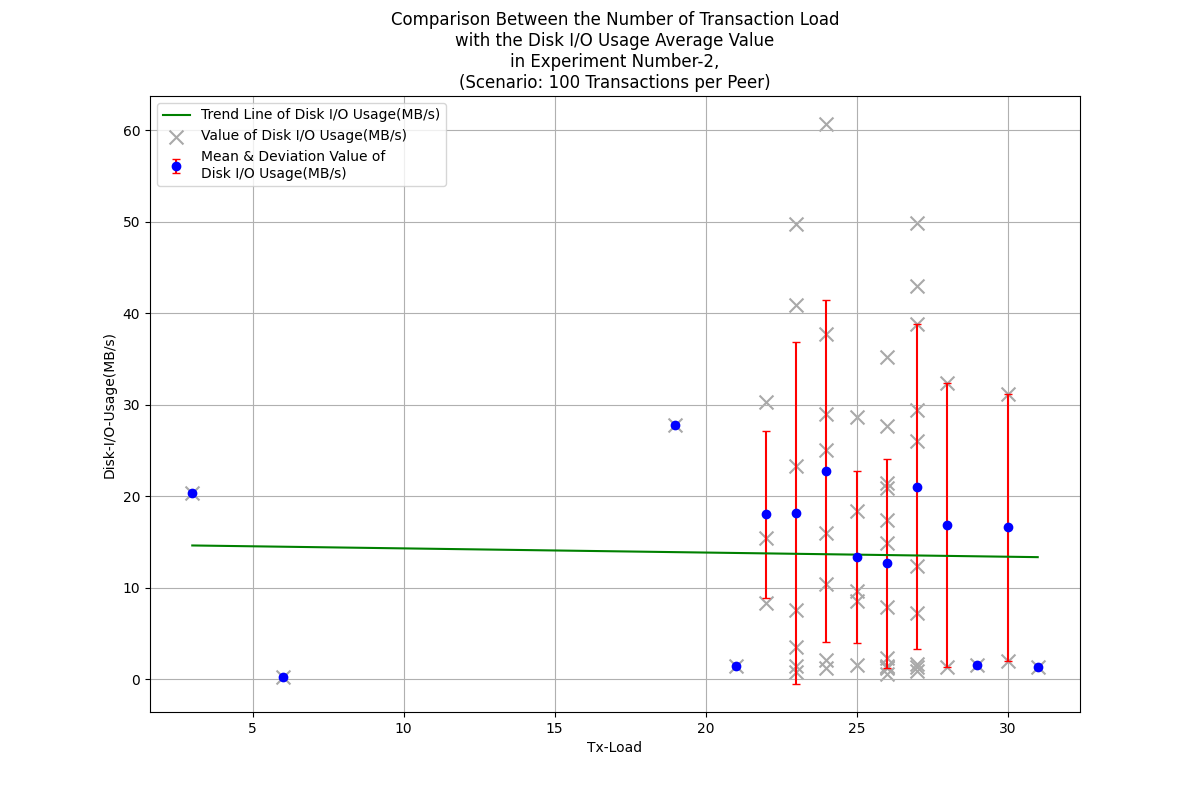 Comparison Between the Number of Transaction Load
with the Disk I/O Usage Average Value
in Experiment Number-2,
(Scenario: 100 Transactions per Peer)
Trend Line of Disk I/O Usage(MB/s)
Value of Disk I/O Usage(MB/s)
Mean & Deviation Value of
Disk I/O Usage(MB/s)
60
50
40
30
20
10
0
Disk-I/O-Usage(MB/s)
5
10
15
20
25
30
Tx-Load